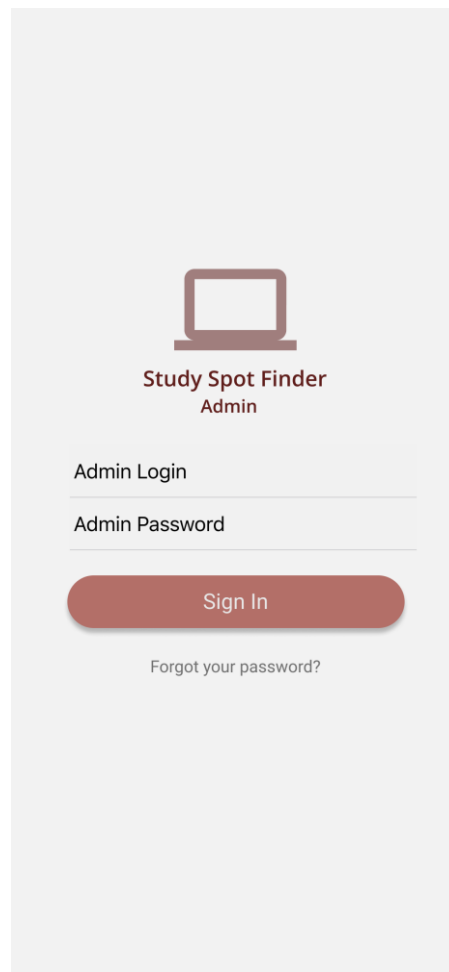 Study Spot Finder
Admin
Admin Login
Admin Password
Sign In
Forgot your password?